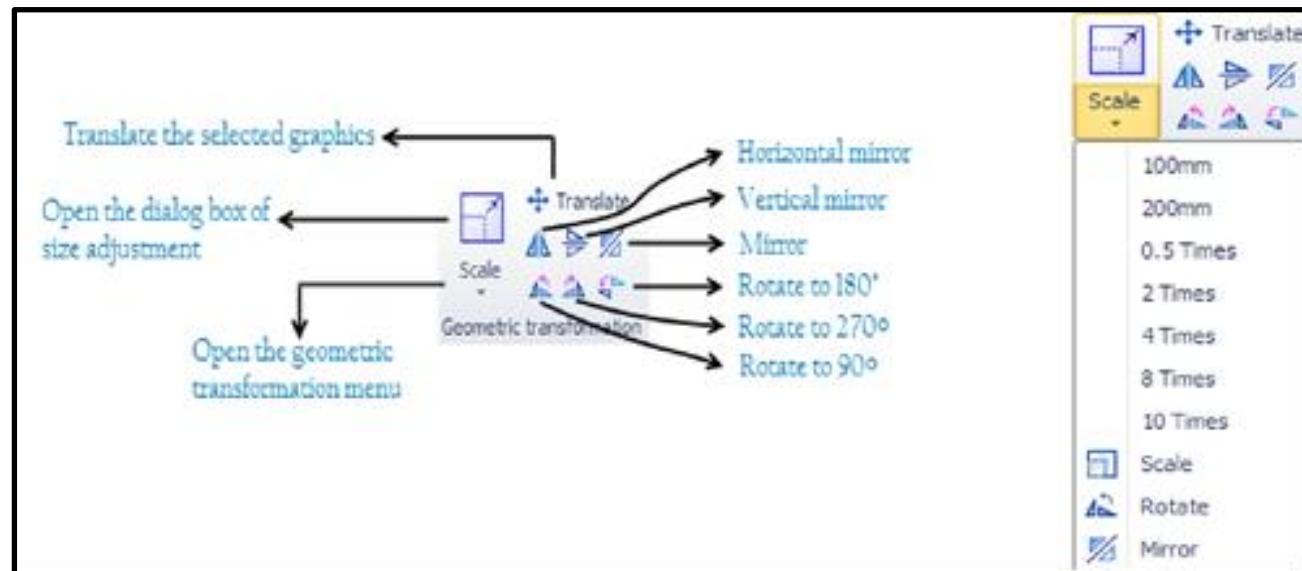 Translate the selected graphics
Open the dialog box of
size adjustment
Open the geometric
transformation menu
Translate
Scale
Geometric transformation
Horizontal mirror
Vertical mirror
Mirror
Rotate to 180°
Rotate to 270°
Rotate to 90°
Translate
Scale
100mm
200mm
0.5 Times
2 Times
4 Times
8 Times
10 Times
Scale
Rotate
Mirror